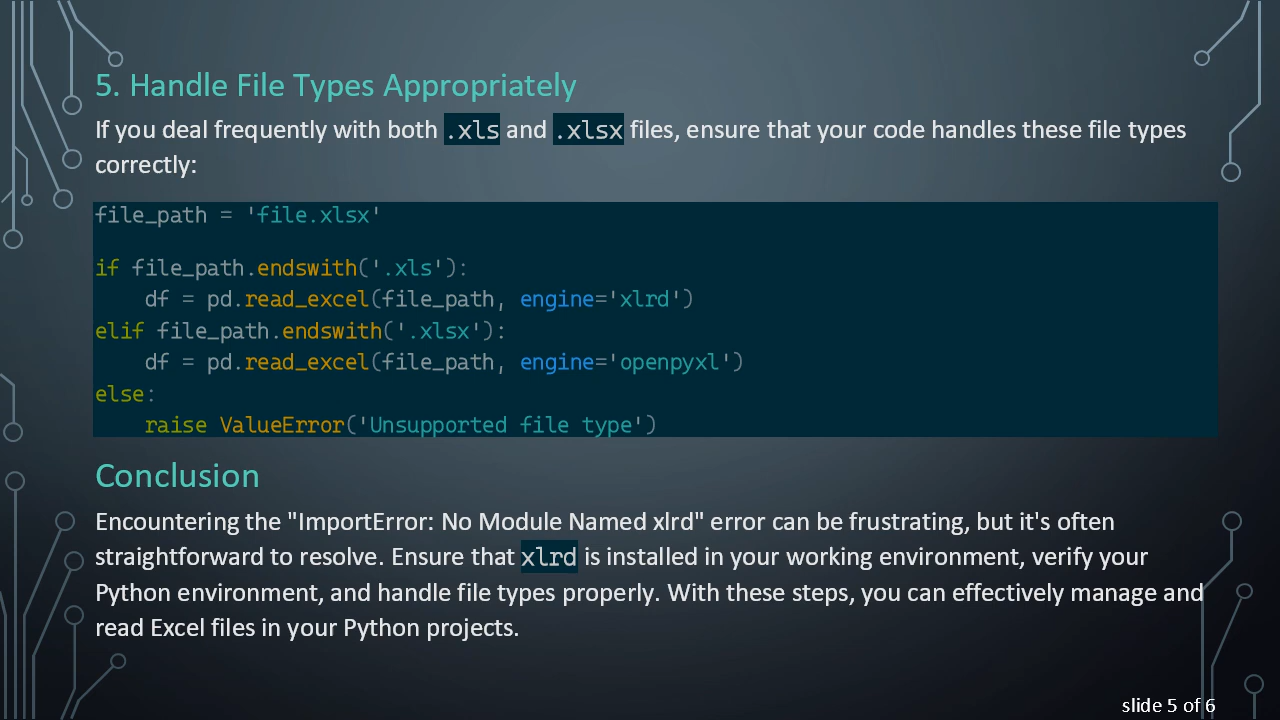 5. Handle File Types Appropriately
If you deal frequently with both .xls and .xlsx files, ensure that your code handles these file types
correctly:
file_path = 'file.xlsx'
if file_path.endswith('.xls'):
    df = pd.read_excel(file_path, engine='xlrd')
elif file_path.endswith('.xlsx'):
    df = pd.read_excel(file_path, engine='openpyxl')
else:
    raise ValueError('Unsupported file type')
Conclusion
Encountering the "ImportError: No Module Named xlrd" error can be frustrating, but it's often
straightforward to resolve. Ensure that xlrd is installed in your working environment, verify your
Python environment, and handle file types properly. With these steps, you can effectively manage and
read Excel files in your Python projects.
slide 5 of 6